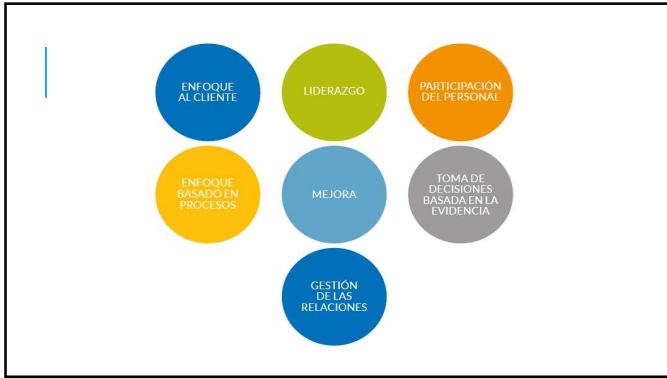 ENFOQUE
AL CLIENTE
LIDERAZGO
PARTICIPACIÓN
DEL PERSONAL
ENFOQUE
BASADO EN
PROCESOS
MEJORA
TOMA DE
DECISIONES
BASADA EN LA
EVIDENCIA
GESTIÓN
DE LAS
RELACIONES